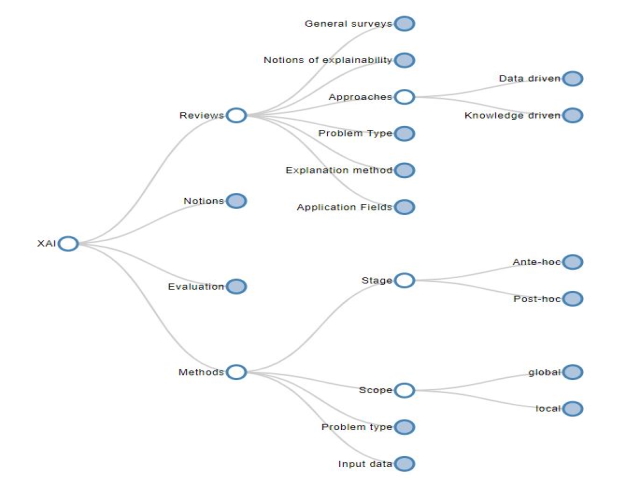 General surveys
Notions of explainability
Data driven
Approaches
Reviews
Knowledge driven
Problem Type
Explanation method
Notions
Application Fields
XAI
Ante-hoc
Stage
Evaluation
Post-hoc
Methods
global
Scope
local
Problem type
Input data